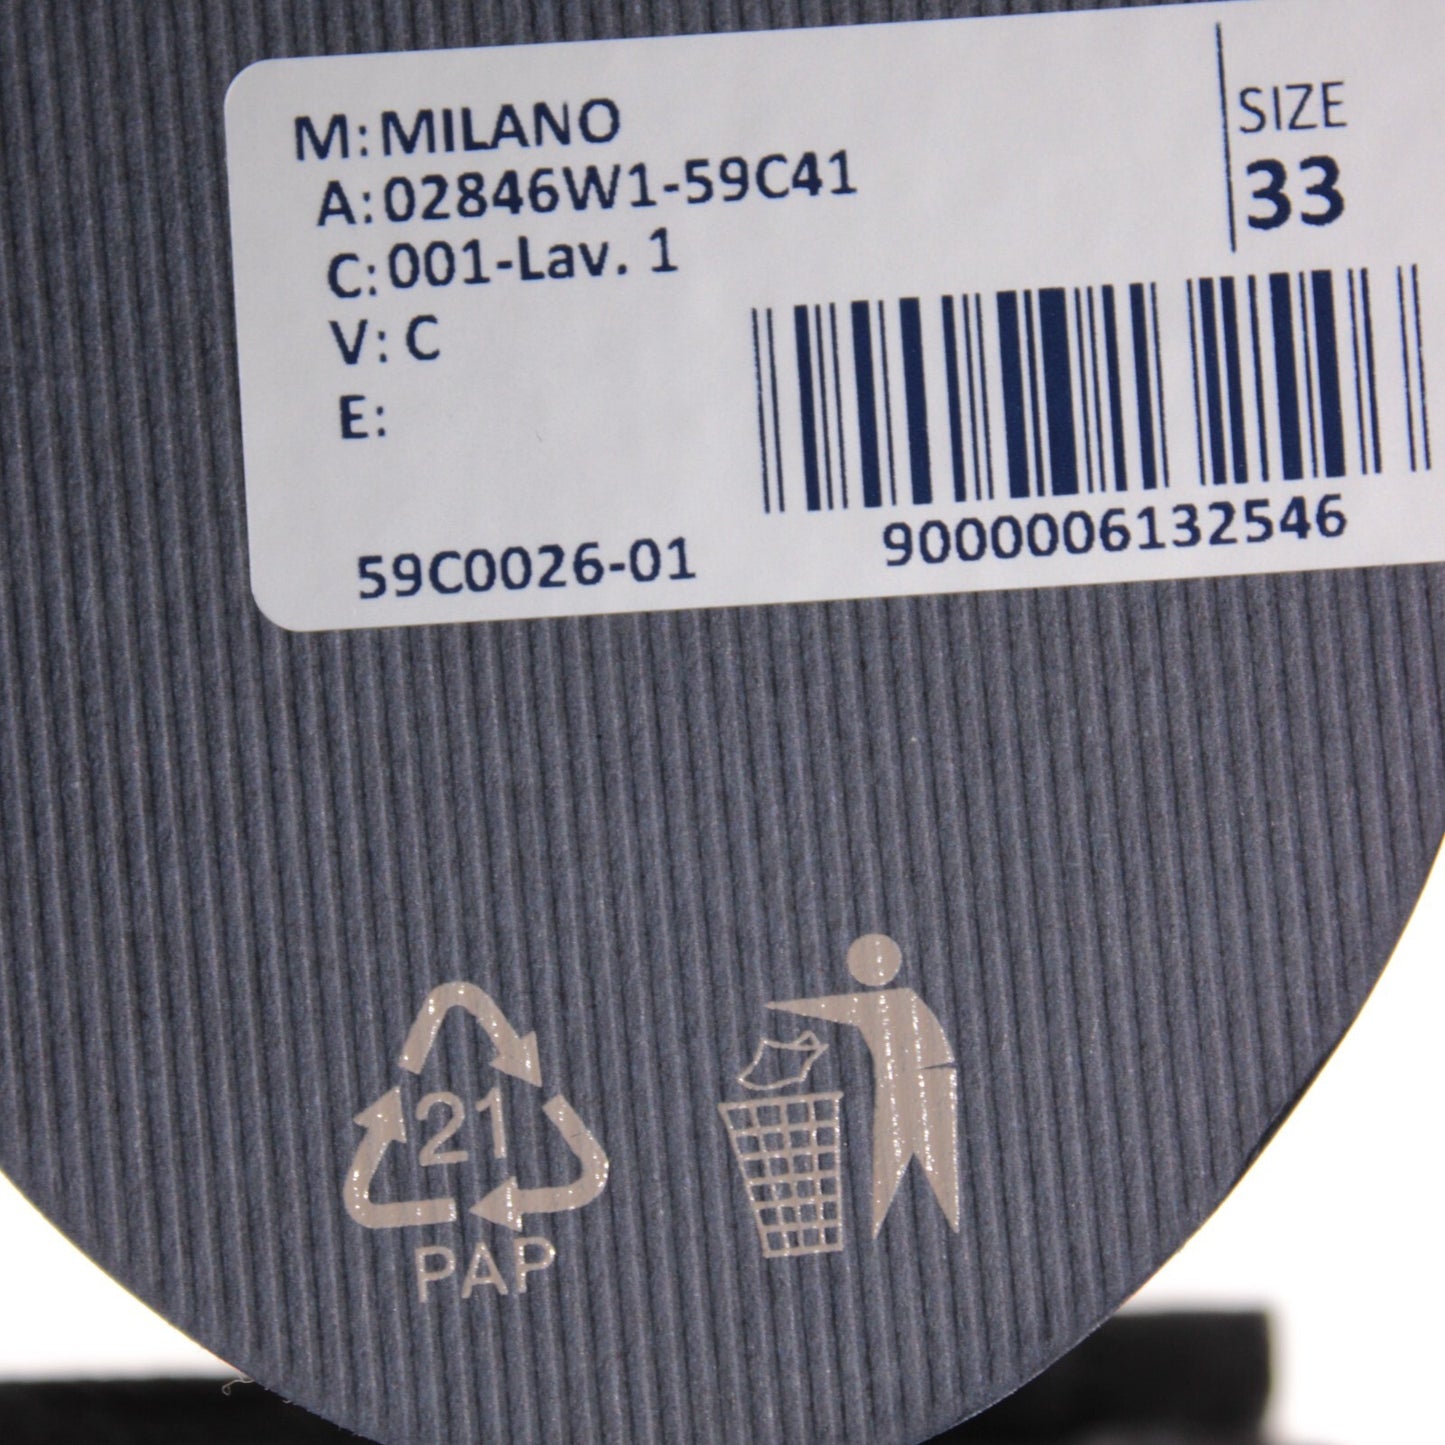 M: MILANO
A: 02846W1-59C41
C: 001-Lav. 1
V: C
E:
SIZE
33
59C0026-01
9000006132546
21
PAP